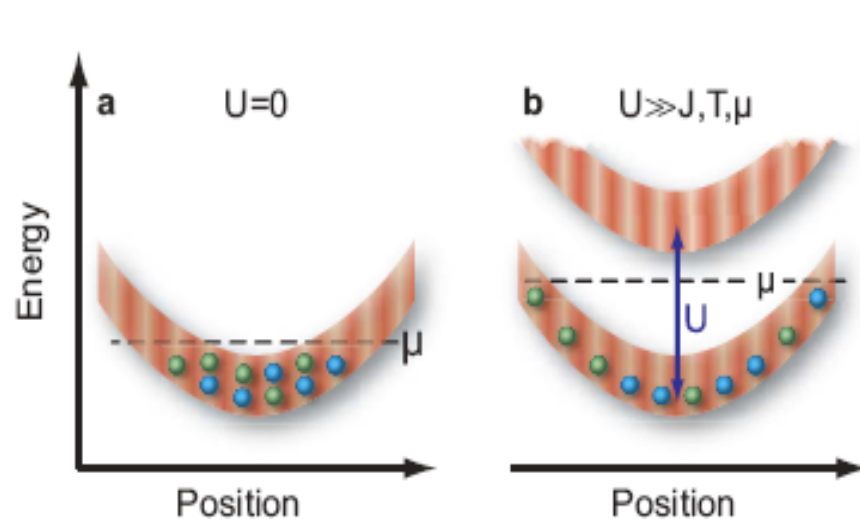 a
U=0
b
U≫J,T,μ
Energy
μ
μ
U
Position
Position